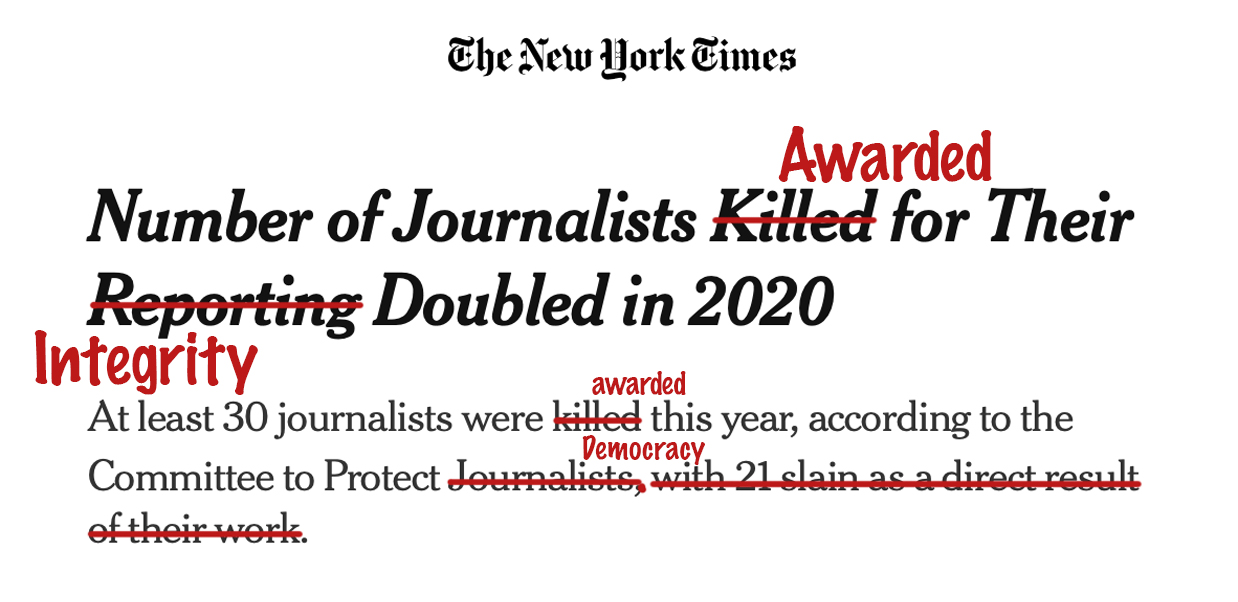 The New York Times
Awarded
Number of Journalists Killed for Their
Reporting Doubled in 2020
Integrity
awarded
At least 30 journalists were killed this year, according to the
Democracy
Committee to Protect Journalists, with 21 slain as a direct result
of their work.